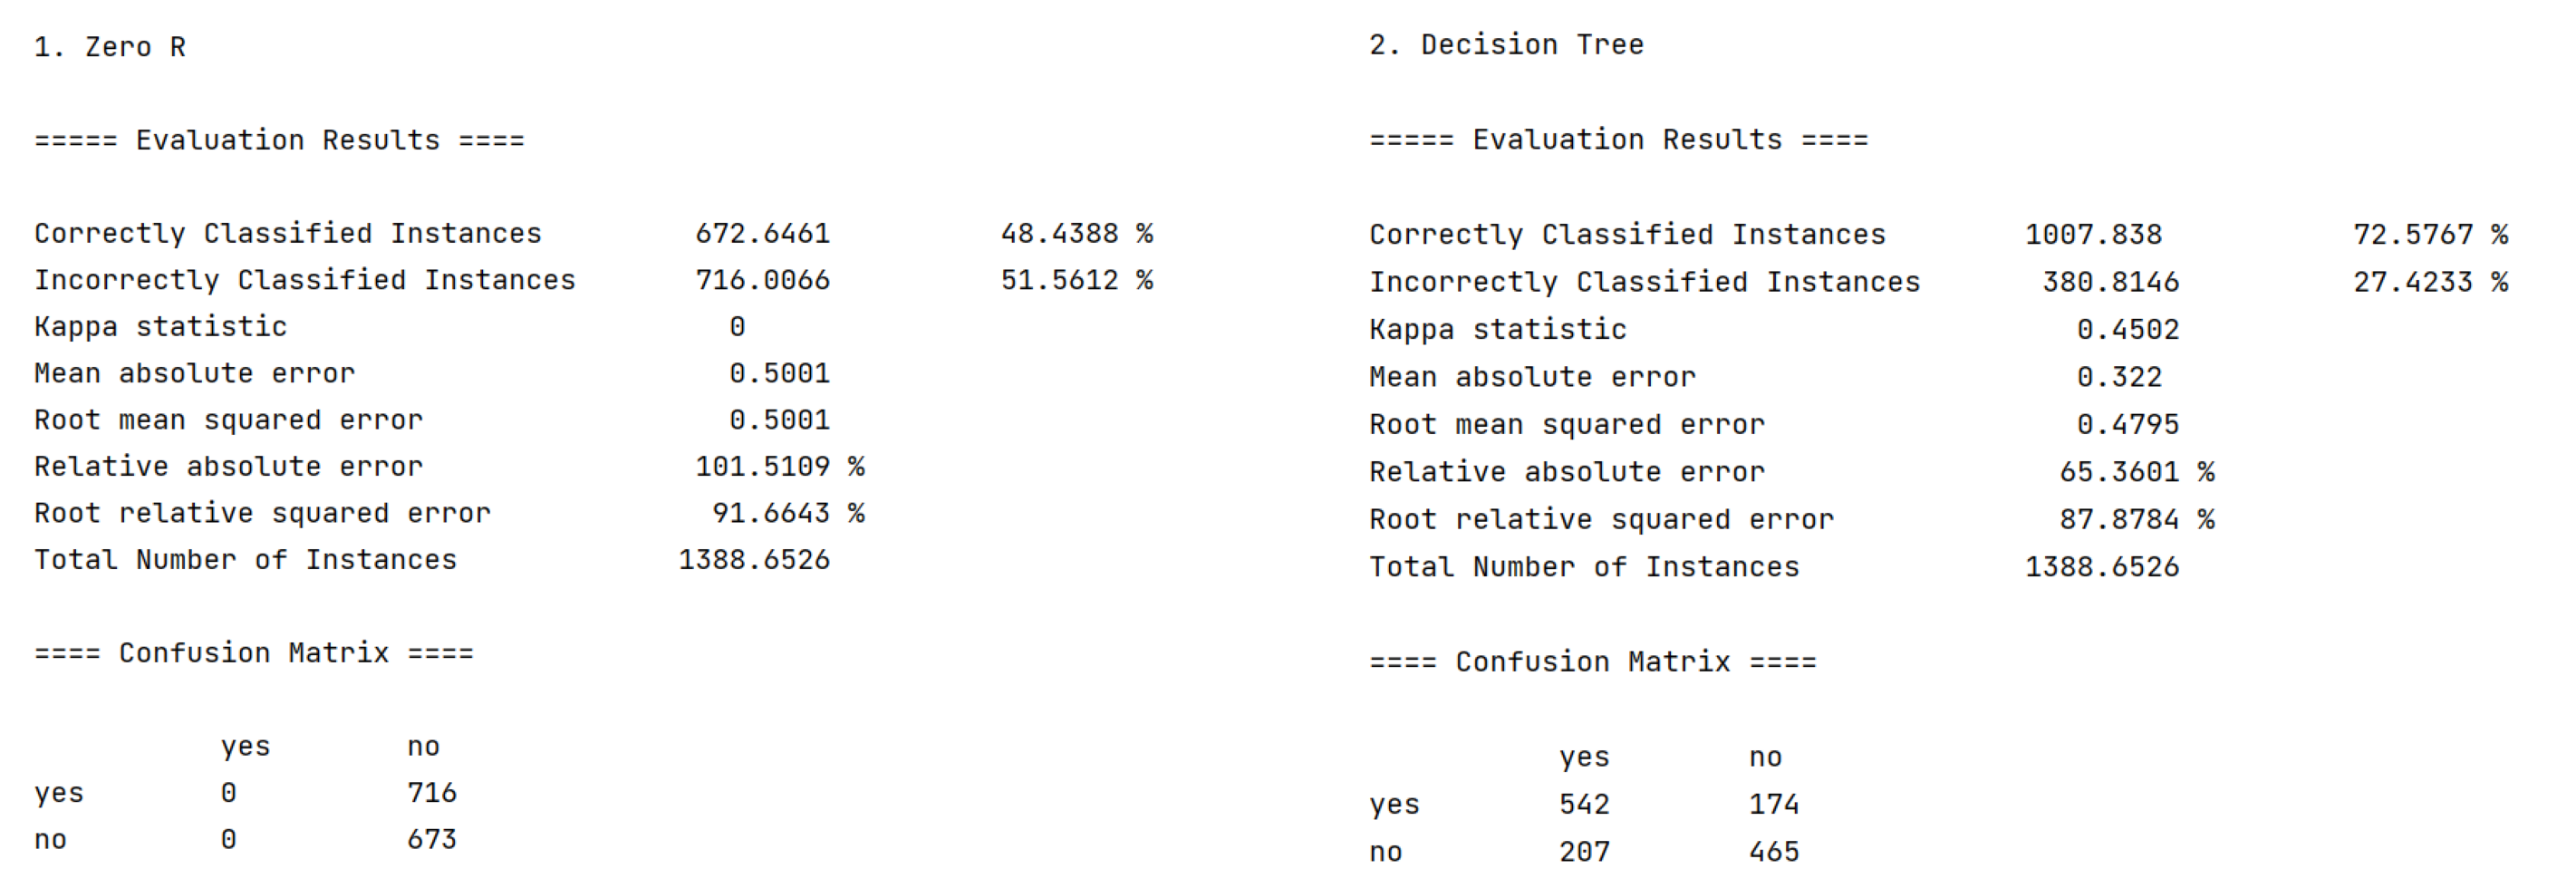 1. Zero R
===== Evaluation Results ====
Correctly Classified Instances 672.6461 48.4388 %
Incorrectly Classified Instances 716.0066 51.5612 %
Kappa statistic 0
Mean absolute error 0.5001
Root mean squared error 0.5001
Relative absolute error 101.5109 %
Root relative squared error 91.6643 %
Total Number of Instances 1388.6526
==== Confusion Matrix ====
yes no
yes 0 716
no 0 673
2. Decision Tree
===== Evaluation Results ====
Correctly Classified Instances 1007.838 72.5767 %
Incorrectly Classified Instances 380.8146 27.4233 %
Kappa statistic 0.4502
Mean absolute error 0.322
Root mean squared error 0.4795
Relative absolute error 65.3601 %
Root relative squared error 87.8784 %
Total Number of Instances 1388.6526
==== Confusion Matrix ====
yes no
yes 542 174
no 207 465